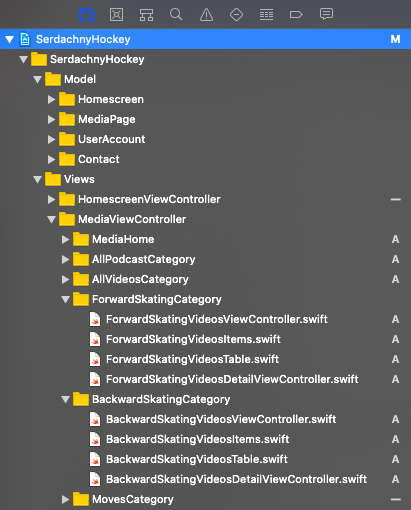 SerdachnyHockey M
SerdachnyHockey
Model
Homescreen
MediaPage
UserAccount
Contact
Views
HomescreenViewController –
MediaViewController
MediaHome A
AllPodcastCategory A
AllVideosCategory A
ForwardSkatingCategory
ForwardSkatingVideosViewController.swift A
ForwardSkatingVideosItems.swift A
ForwardSkatingVideosTable.swift A
ForwardSkatingVideosDetailViewController.swift A
BackwardSkatingCategory
BackwardSkatingVideosViewController.swift A
BackwardSkatingVideosItems.swift A
BackwardSkatingVideosTable.swift A
BackwardSkatingVideosDetailViewController.swift A
MovesCategory –